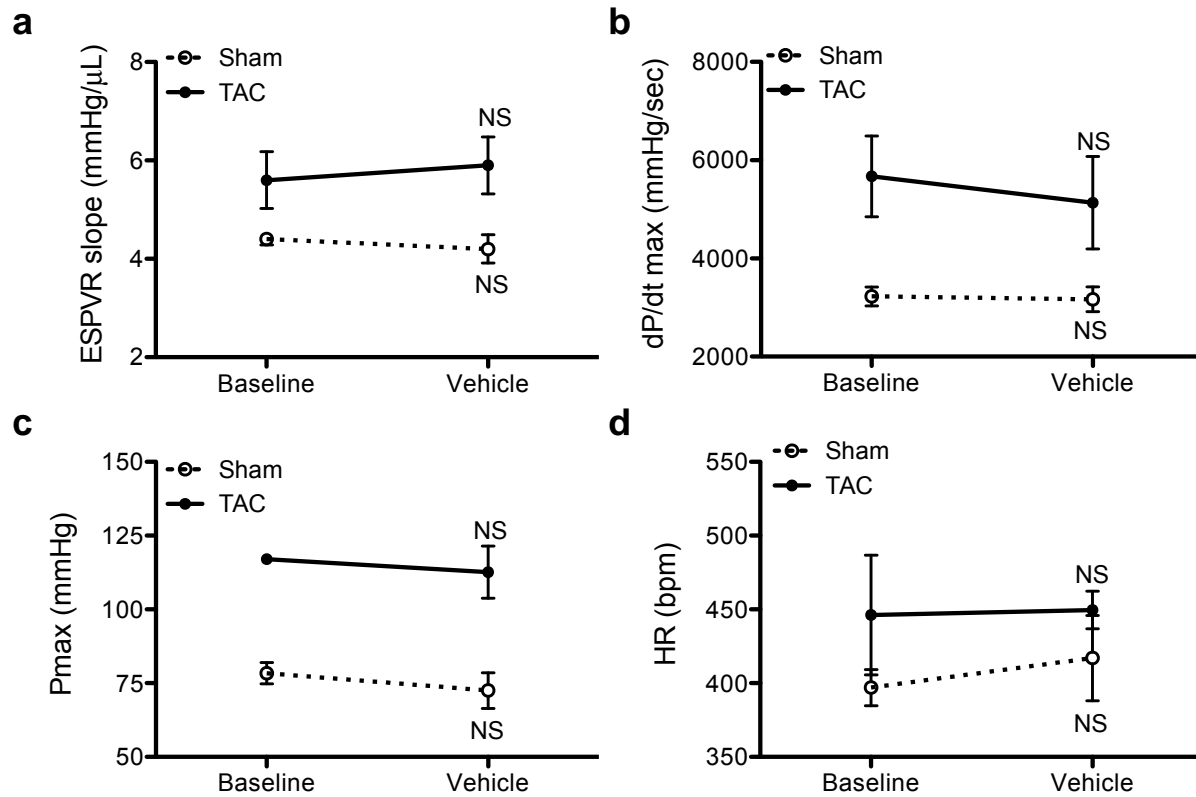 a
Sham
TAC
ESPVR slope (mmHg/μL)
8
6
4
2
NS
NS
Baseline
Vehicle
b
Sham
TAC
dP/dt max (mmHg/sec)
8000
6000
4000
2000
NS
NS
Baseline
Vehicle
c
Sham
TAC
Pmax (mmHg)
150
125
100
75
50
NS
NS
Baseline
Vehicle
d
Sham
TAC
HR (bpm)
550
500
450
400
350
NS
NS
Baseline
Vehicle